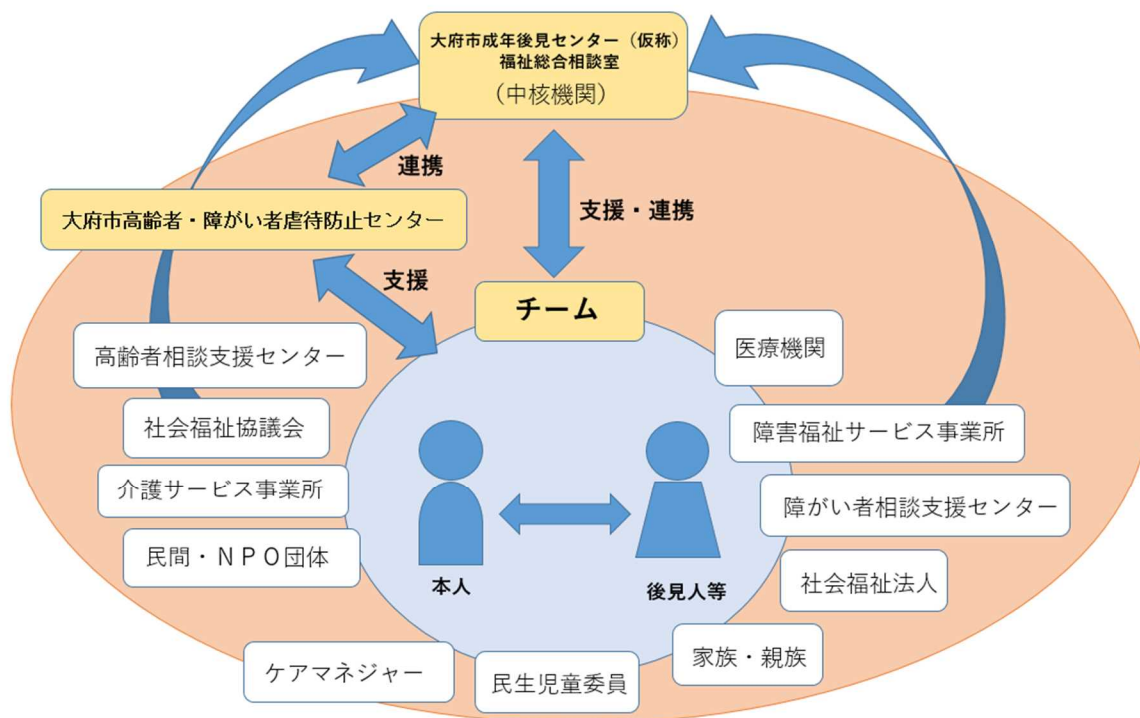 大府市成年後見センター（仮称）
福祉総合相談室
（中核機関）
連携
支援・連携
大府市高齢者・障がい者虐待防止センター
支援
チーム
高齢者相談支援センター
医療機関
社会福祉協議会
障害福祉サービス事業所
介護サービス事業所
障がい者相談支援センター
民間・ＮＰＯ団体
社会福祉法人
本人
後見人等
家族・親族
ケアマネジャー
民生児童委員